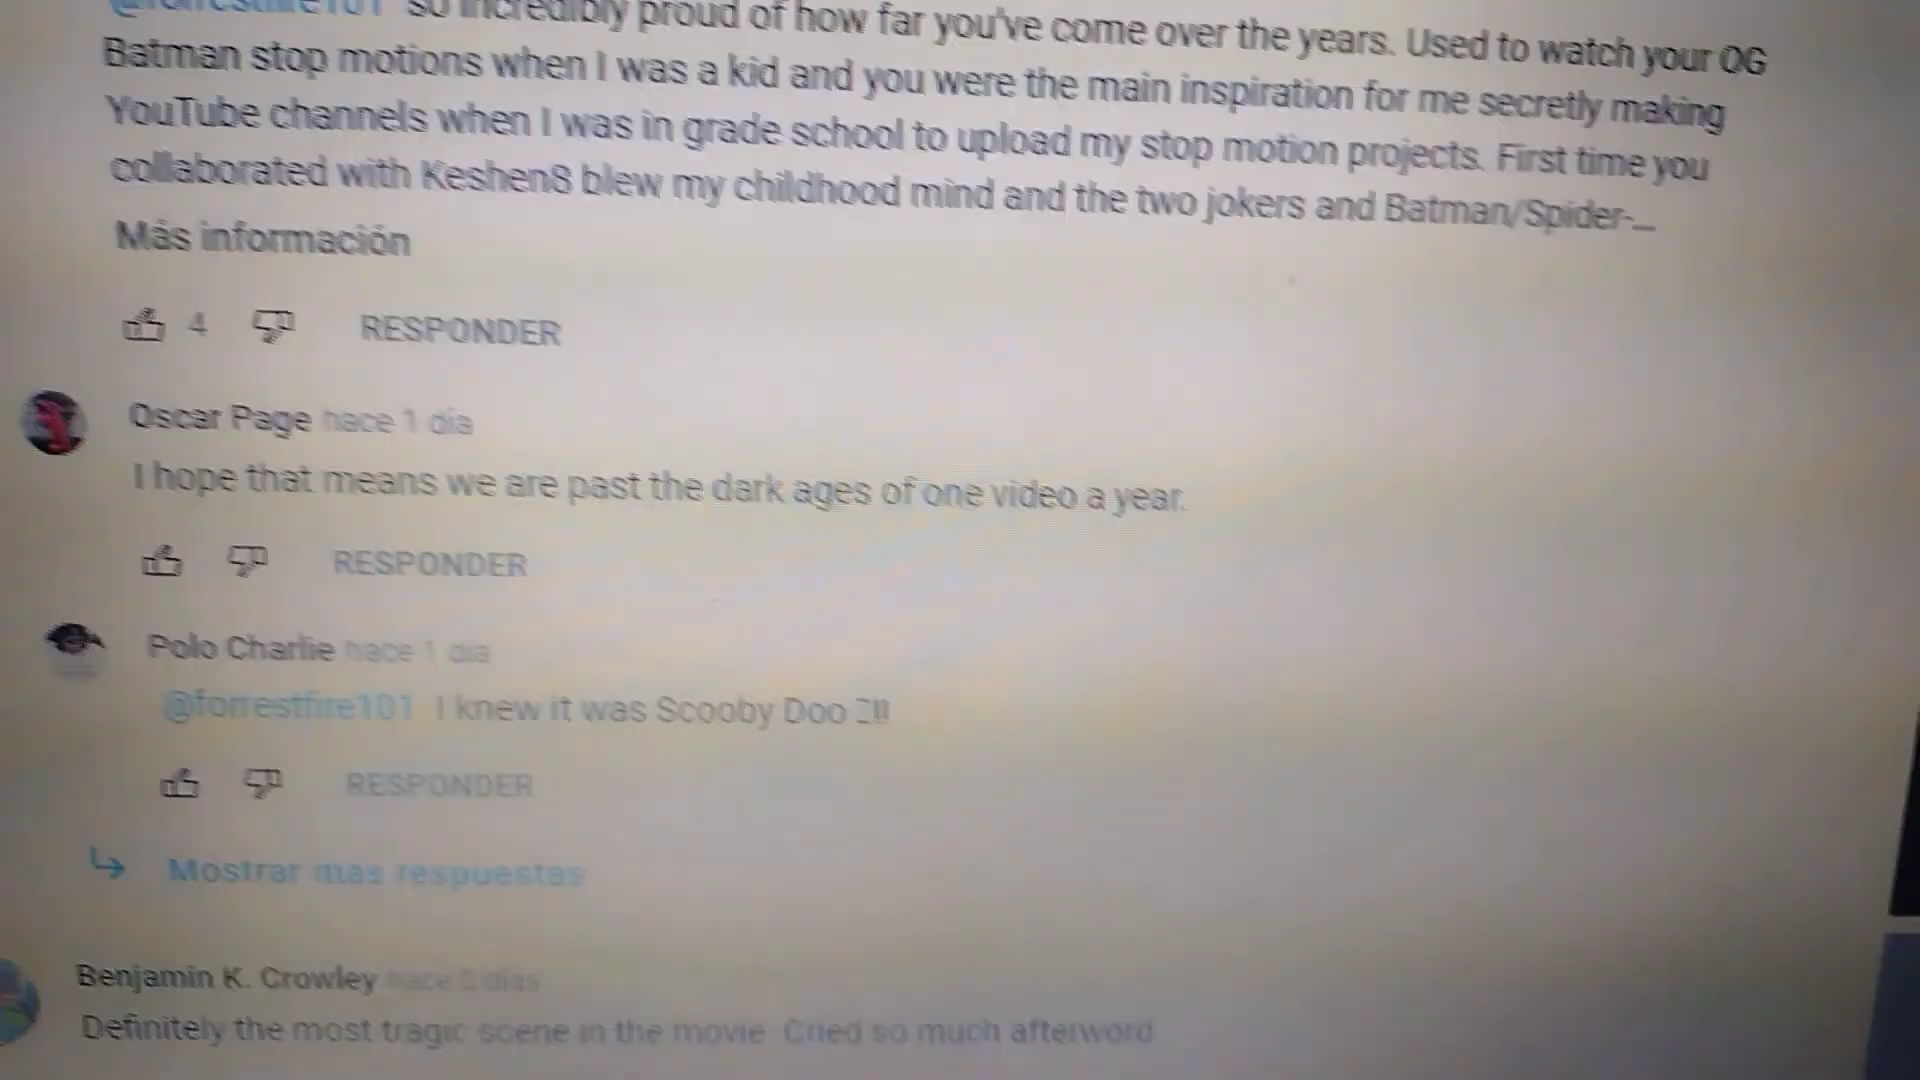 @forrestfire101 so incredibly proud of how far you've come over the years. Used to watch your OG
Batman stop motions when I was a kid and you were the main inspiration for me secretly making
YouTube channels when I was in grade school to upload my stop motion projects. First time you
collaborated with Keshen8 blew my childhood mind and the two jokers and Batman/Spider-...
Más información
4 RESPONDER
Oscar Page hace 1 día
I hope that means we are past the dark ages of one video a year.
RESPONDER
Polo Charlie hace 1 día
@forrestfire101 I knew it was Scooby Doo 2!!
RESPONDER
Mostrar más respuestas
Benjamin K. Crowley hace 2 días
Definitely the most tragic scene in the movie Cried so much afterword